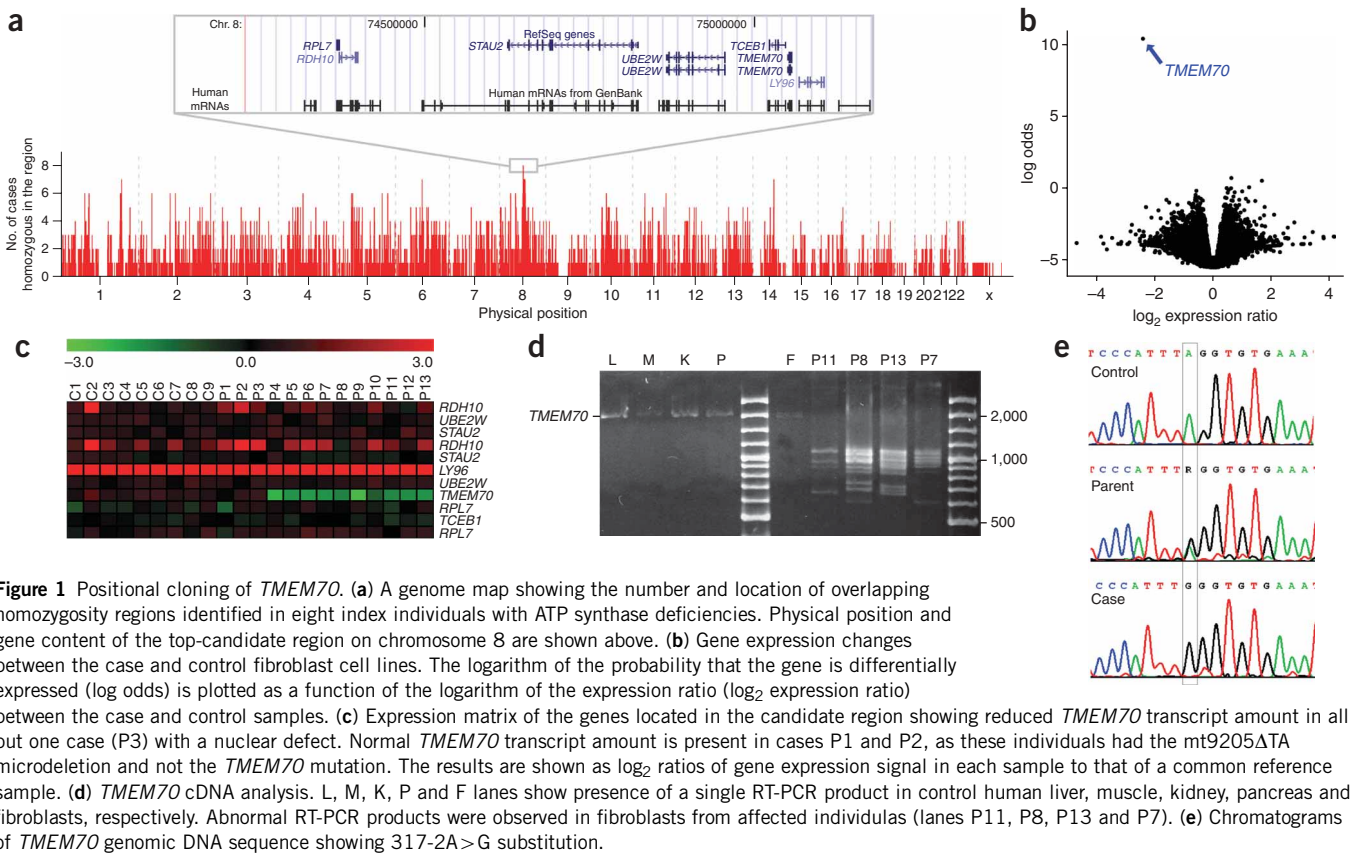 a
Chr. 8:
74500000
75000000
RefSeq genes
RPL7
RDH10
STAU2
UBE2W
UBE2W
TCEB1
TMEM70
TMEM70
LY96
Human
mRNAs
Human mRNAs from GenBank
No. of cases
homozygous in the region
8
6
4
2
0
1 2 3 4 5 6 7 8 9 10 11 12 13 14 15 16 17 18 19 20 21 22 x
Physical position
b
log odds
10
5
0
–5
TMEM70
–4 –2 0 2 4
log2 expression ratio
c
–3.0 0.0 3.0
C1 C2 C3 C4 C5 C6 C7 C8 C9 P1 P2 P3 P4 P5 P6 P7 P8 P9 P10 P11 P12 P13
RDH10
UBE2W
STAU2
RDH10
STAU2
LY96
UBE2W
TMEM70
RPL7
TCEB1
RPL7
d
L M K P F P11 P8 P13 P7
TMEM70
2,000
1,000
500
e
T C C C A T T T A G G T G T G A A A T
Control
T C C C A T T T R G G T G T G A A A T
Parent
C C C A T T T G G G T G T G A A A T
Case
Figure 1 Positional cloning of TMEM70. (a) A genome map showing the number and location of overlapping
homozygosity regions identified in eight index individuals with ATP synthase deficiencies. Physical position and
gene content of the top-candidate region on chromosome 8 are shown above. (b) Gene expression changes
between the case and control fibroblast cell lines. The logarithm of the probability that the gene is differentially
expressed (log odds) is plotted as a function of the logarithm of the expression ratio (log2 expression ratio)
between the case and control samples. (c) Expression matrix of the genes located in the candidate region showing reduced TMEM70 transcript amount in all
but one case (P3) with a nuclear defect. Normal TMEM70 transcript amount is present in cases P1 and P2, as these individuals had the mt9205ΔTA
microdeletion and not the TMEM70 mutation. The results are shown as log2 ratios of gene expression signal in each sample to that of a common reference
sample. (d) TMEM70 cDNA analysis. L, M, K, P and F lanes show presence of a single RT-PCR product in control human liver, muscle, kidney, pancreas and
fibroblasts, respectively. Abnormal RT-PCR products were observed in fibroblasts from affected individulas (lanes P11, P8, P13 and P7). (e) Chromatograms
of TMEM70 genomic DNA sequence showing 317-2A>G substitution.